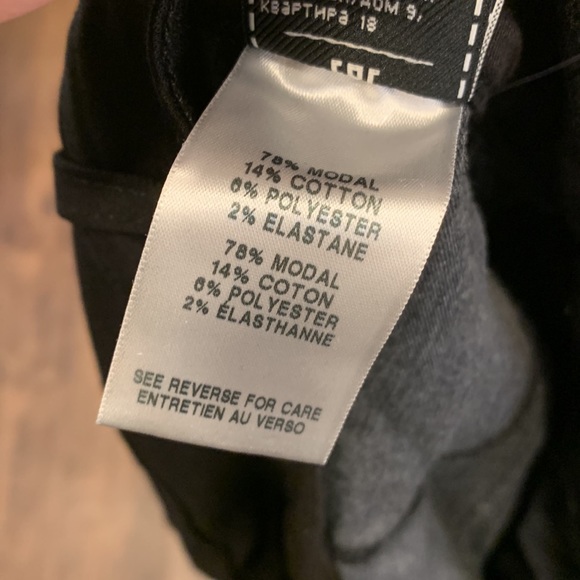 дом 9,
квартира 18
EAC
78% MODAL
14% COTTON
6% POLYESTER
2% ELASTANE
78% MODAL
14% COTON
6% POLYESTER
2% ELASTHANNE
SEE REVERSE FOR CARE
ENTRETIEN AU VERSO